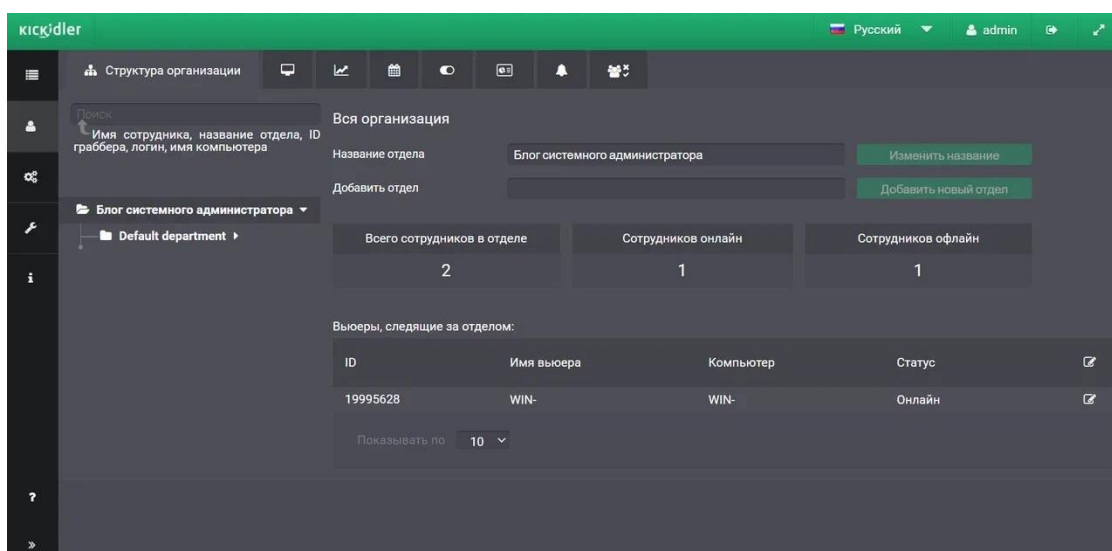 kickidler
Русский
admin
Структура организации
Поиск
Имя сотрудника, название отдела, ID
граббера, логин, имя компьютера
Блог системного администратора
Default department
Вся организация
Название отдела
Блог системного администратора
Изменить название
Добавить отдел
Добавить новый отдел
Всего сотрудников в отделе
Сотрудников онлайн
Сотрудников офлайн
2
1
1
Вьюеры, следящие за отделом:
ID
Имя вьюера
Компьютер
Статус
19995628
WIN-
WIN-
Онлайн
Показывать по
10